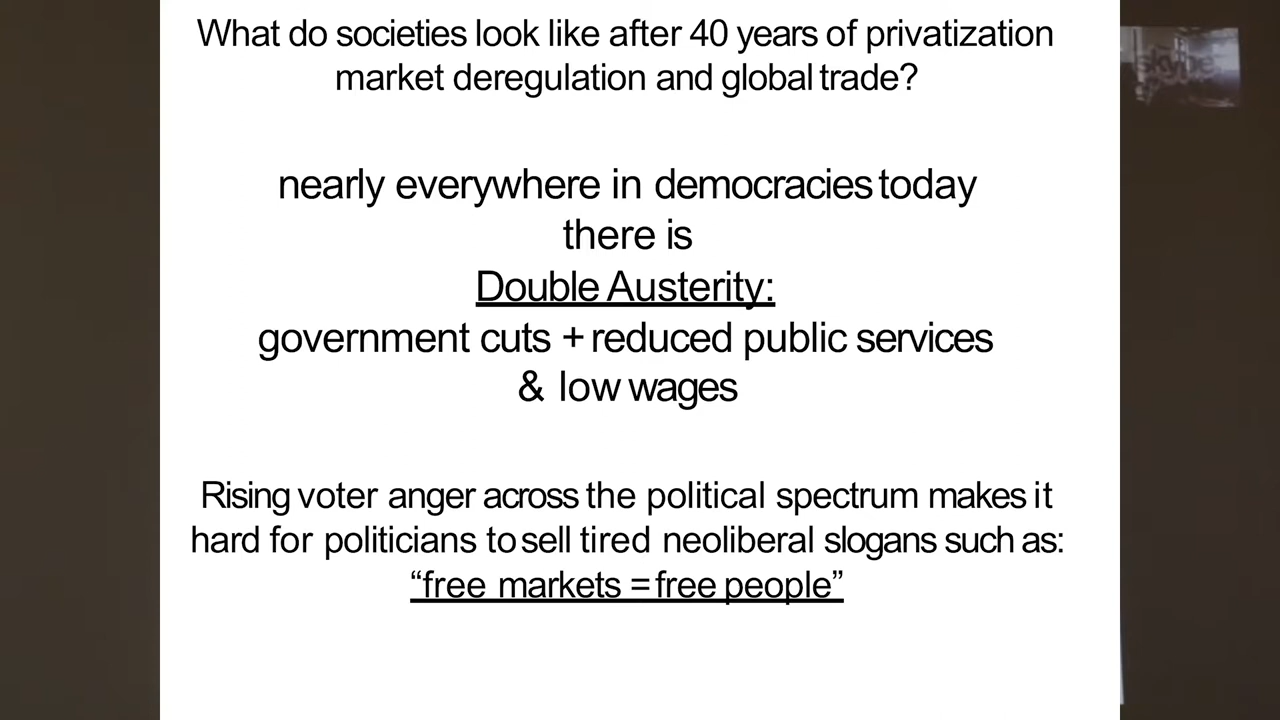 What do societies look like after 40 years of privatization
market deregulation and global trade?
nearly everywhere in democracies today
there is
Double Austerity:
government cuts + reduced public services
& low wages
Rising voter anger across the political spectrum makes it
hard for politicians to sell tired neoliberal slogans such as:
“free markets = free people”
skype